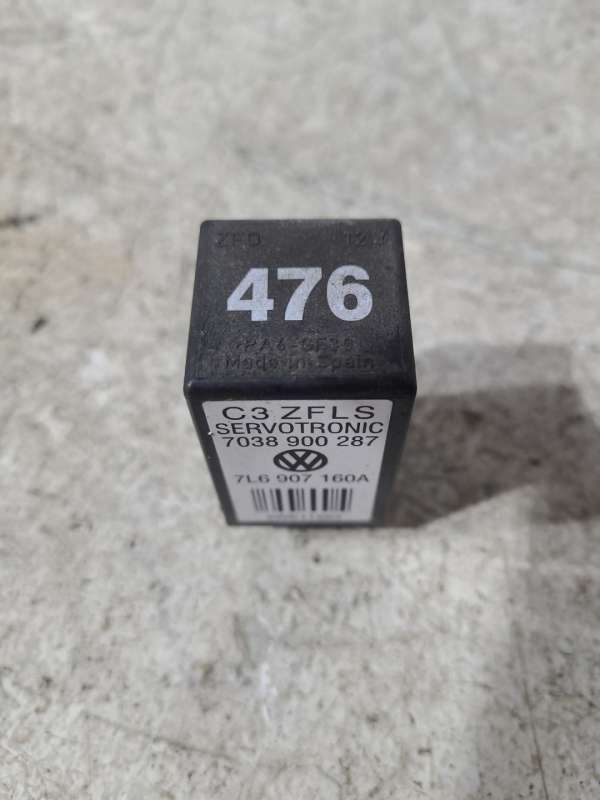 476
Made in Spain
C3 ZFLS
SERVOTRONIC
7038 900 287
7L6 907 160A